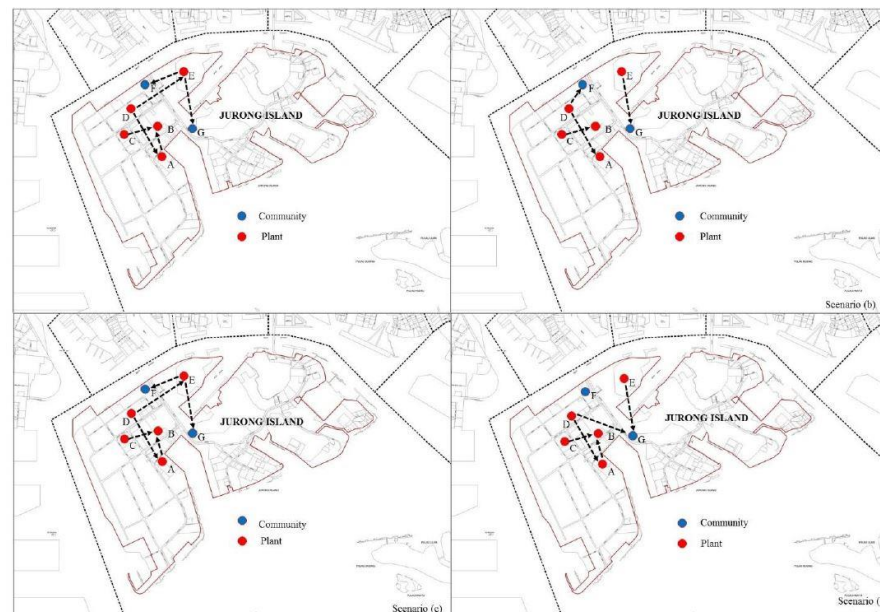 E
F
D
JURONG ISLAND
B
C
G
A
Community
Plant
E
F
D
JURONG ISLAND
B
C
G
A
Community
Plant
Scenario (b)
E
F
D
JURONG ISLAND
B
C
G
A
Community
Plant
Scenario (c)
E
F
D
JURONG ISLAND
B
C
G
A
Community
Plant
Scenario (